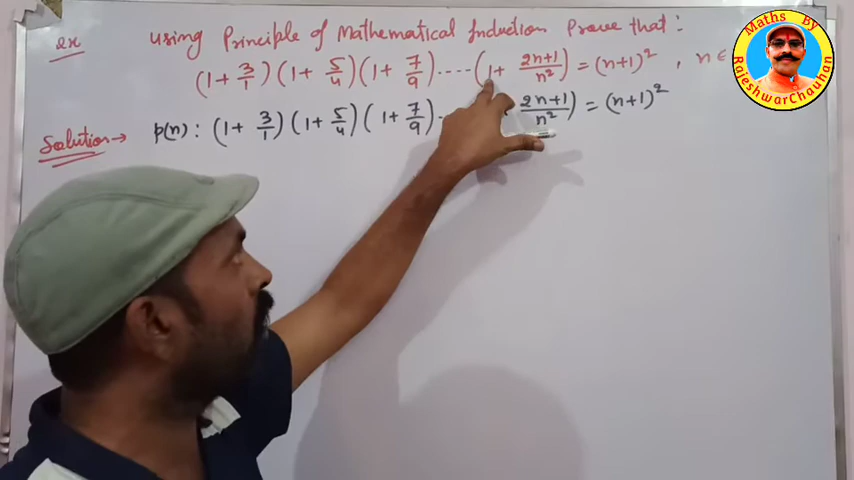 Maths By
ex using Principle of Mathematical Induction Prove that :
(1+ 3/1)(1+ 5/4)(1+ 7/9)....(1+ 2n+1/n²) = (n+1)² , n ∈
Solution→ p(n) : (1+ 3/1)(1+ 5/4)(1+ 7/9). 2n+1/n²) = (n+1)²
RajeshwarChauhan